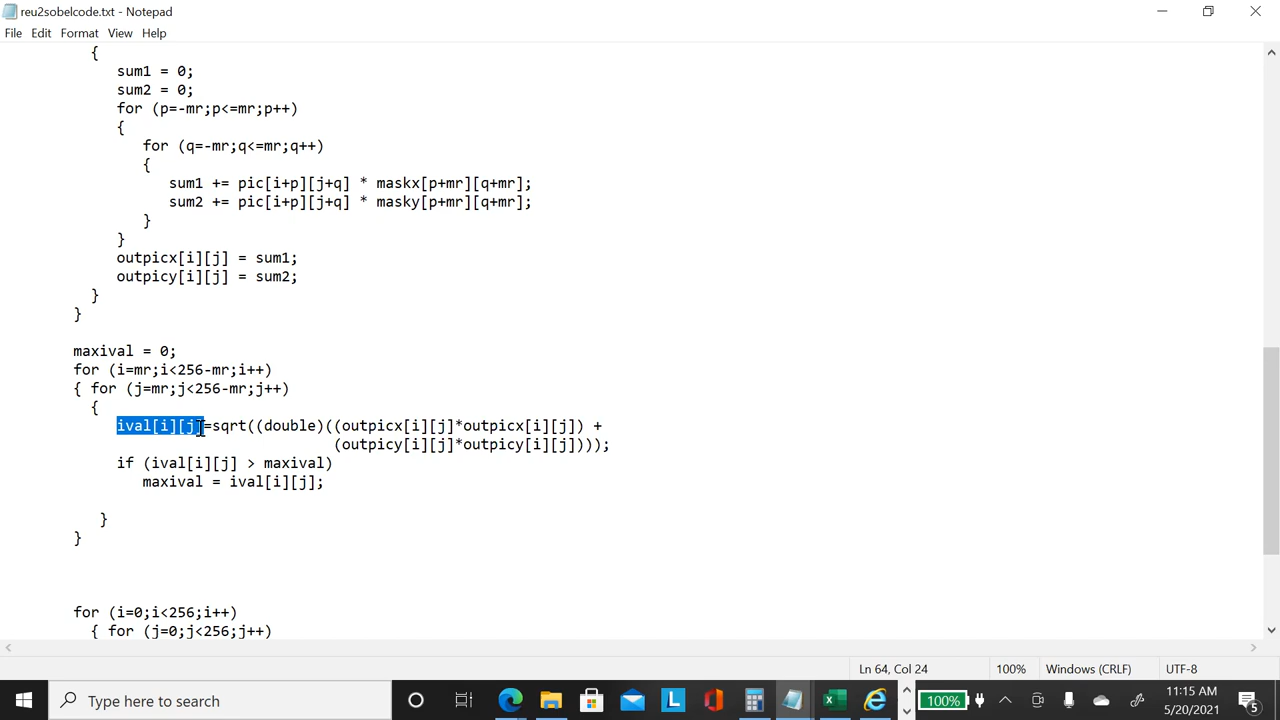 reu2sobelcode.txt - Notepad
File Edit Format View Help
{
sum1 = 0;
sum2 = 0;
for (p=-mr;p<=mr;p++)
{
for (q=-mr;q<=mr;q++)
{
sum1 += pic[i+p][j+q] * maskx[p+mr][q+mr];
sum2 += pic[i+p][j+q] * masky[p+mr][q+mr];
}
}
outpicx[i][j] = sum1;
outpicy[i][j] = sum2;
}
}
maxival = 0;
for (i=mr;i<256-mr;i++)
{ for (j=mr;j<256-mr;j++)
{
ival[i][j]=sqrt((double)((outpicx[i][j]*outpicx[i][j]) +
(outpicy[i][j]*outpicy[i][j])));
if (ival[i][j] > maxival)
maxival = ival[i][j];
}
}
for (i=0;i<256;i++)
{ for (j=0;j<256;j++)
Ln 64, Col 24 100% Windows (CRLF) UTF-8
Type here to search L 100% 11:15 AM
5/20/2021 5